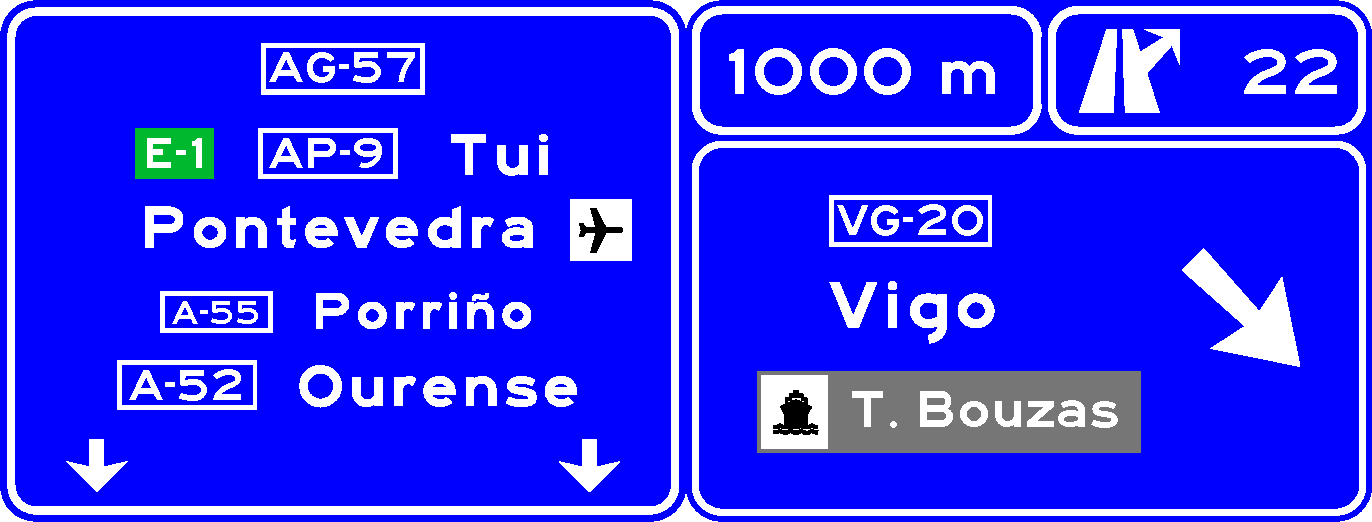 AG-57
E-1 AP-9 Tui
Pontevedra
A-55 Porriño
A-52 Ourense
1000 m
22
VG-20
Vigo
T. Bouzas